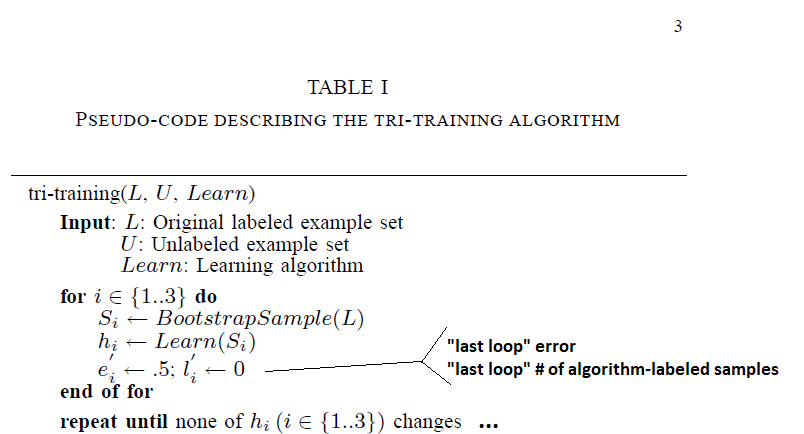 3
TABLE I
PSEUDO-CODE DESCRIBING THE TRI-TRAINING ALGORITHM
tri-training(L, U, Learn)
Input: L: Original labeled example set
U: Unlabeled example set
Learn: Learning algorithm
for i ∈ {1..3} do
S_i ← BootstrapSample(L)
h_i ← Learn(S_i)
e'_i ← .5; l'_i ← 0
"last loop" error
"last loop" # of algorithm-labeled samples
end of for
repeat until none of h_i (i ∈ {1..3}) changes ...